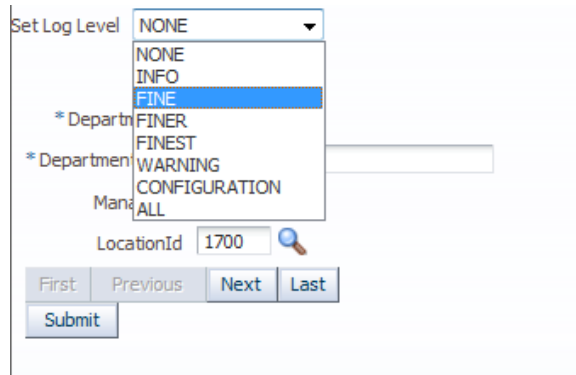 Set Log Level NONE
NONE
INFO
FINE
* Departm FINER
FINEST
* Department WARNING
CONFIGURATION
Mana ALL
LocationId 1700
First Previous Next Last
Submit